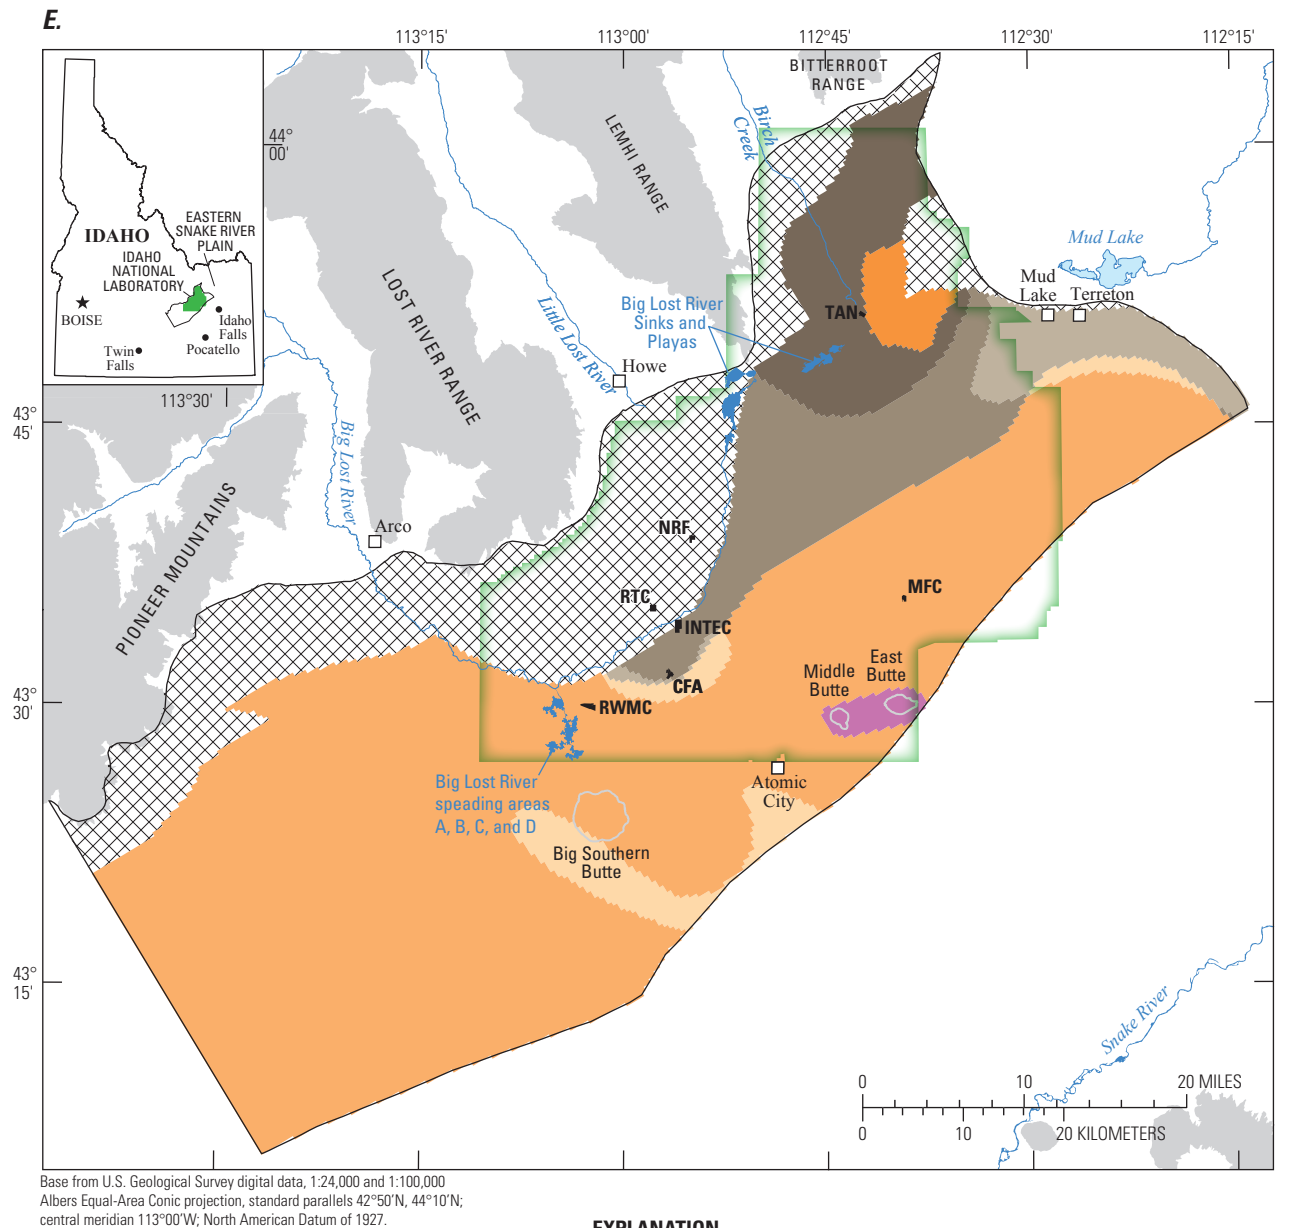 E.
113°15'
113°00'
112°45'
112°30'
112°15'
44°
00'
43°
45'
43°
30'
43°
15'
113°30'
IDAHO
EASTERN
SNAKE RIVER
PLAIN
IDAHO
NATIONAL
LABORATORY
BOISE
Idaho
Falls
Pocatello
Twin
Falls
BITTERROOT
RANGE
Birch
Creek
LEMHI RANGE
LOST RIVER RANGE
PIONEER MOUNTAINS
Little Lost River
Big Lost River
Big Lost River
Sinks and
Playas
Howe
Arco
Mud Lake
Mud
Lake
Terreton
TAN
NRF
RTC
INTEC
CFA
RWMC
MFC
Middle
Butte
East
Butte
Atomic
City
Big Lost River
speading areas
A, B, C, and D
Big Southern
Butte
Snake River
0 10 20 MILES
0 10 20 KILOMETERS
Base from U.S. Geological Survey digital data, 1:24,000 and 1:100,000
Albers Equal-Area Conic projection, standard parallels 42°50'N, 44°10'N;
central meridian 113°00'W; North American Datum of 1927.
EXPLANATION